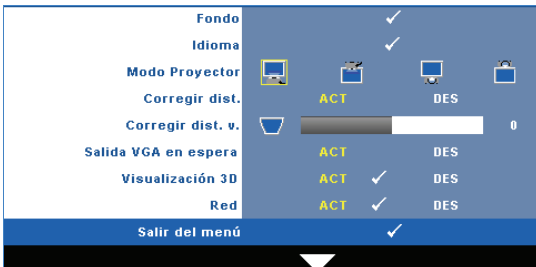 Fondo
Idioma
Modo Proyector
Corregir dist. ACT DES
Corregir dist. v. 0
Salida VGA en espera ACT DES
Visualización 3D ACT DES
Red ACT DES
Salir del menú